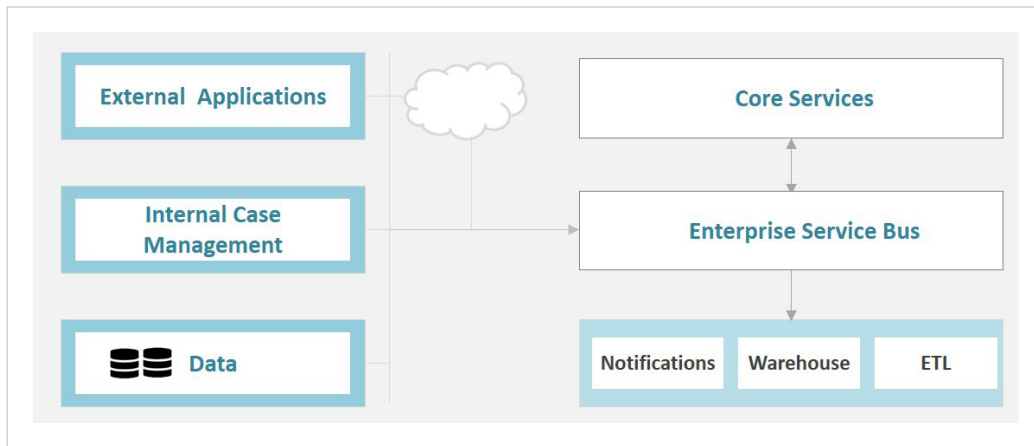 External Applications
Core Services
Internal Case
Management
Enterprise Service Bus
Data
Notifications
Warehouse
ETL